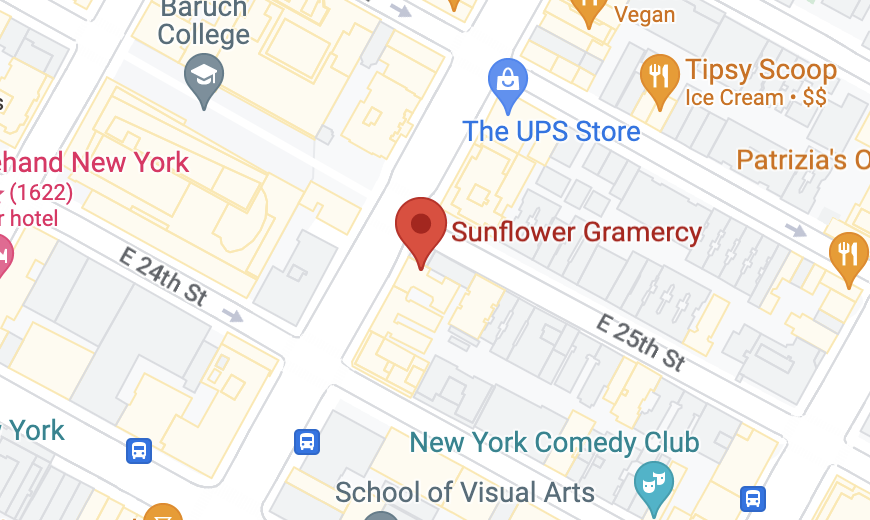 Baruch
College
Vegan
Tipsy Scoop
Ice Cream • $$
The UPS Store
Patrizia's O
ehand New York
(1622)
r hotel
Sunflower Gramercy
E 24th St
E 25th St
York
New York Comedy Club
School of Visual Arts